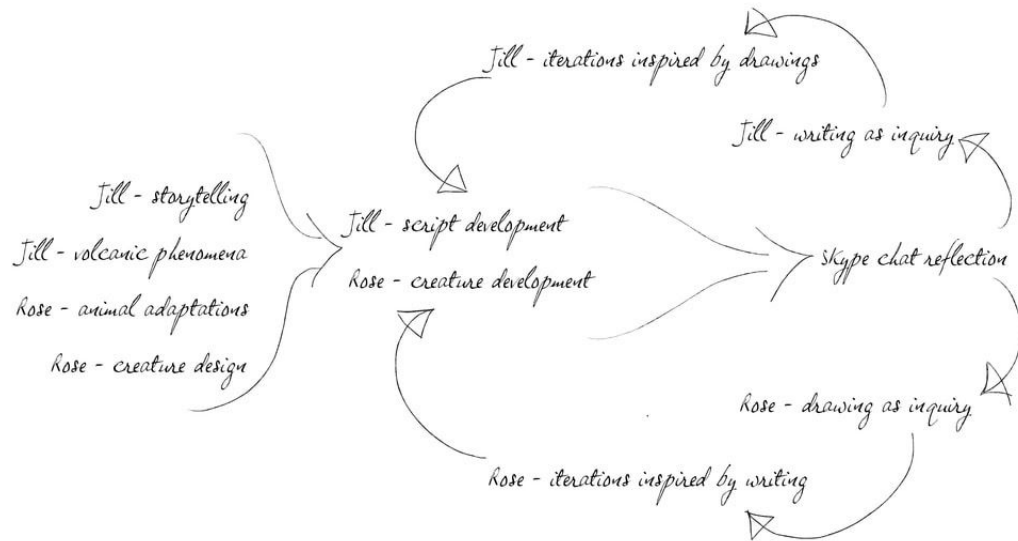 Jill - iterations inspired by drawings
Jill - writing as inquiry
Jill - storytelling
Jill - volcanic phenomena
Rose - animal adaptations
Rose - creature design
Jill - script development
Rose - creature development
Skype chat reflection
Rose - drawing as inquiry
Rose - iterations inspired by writing